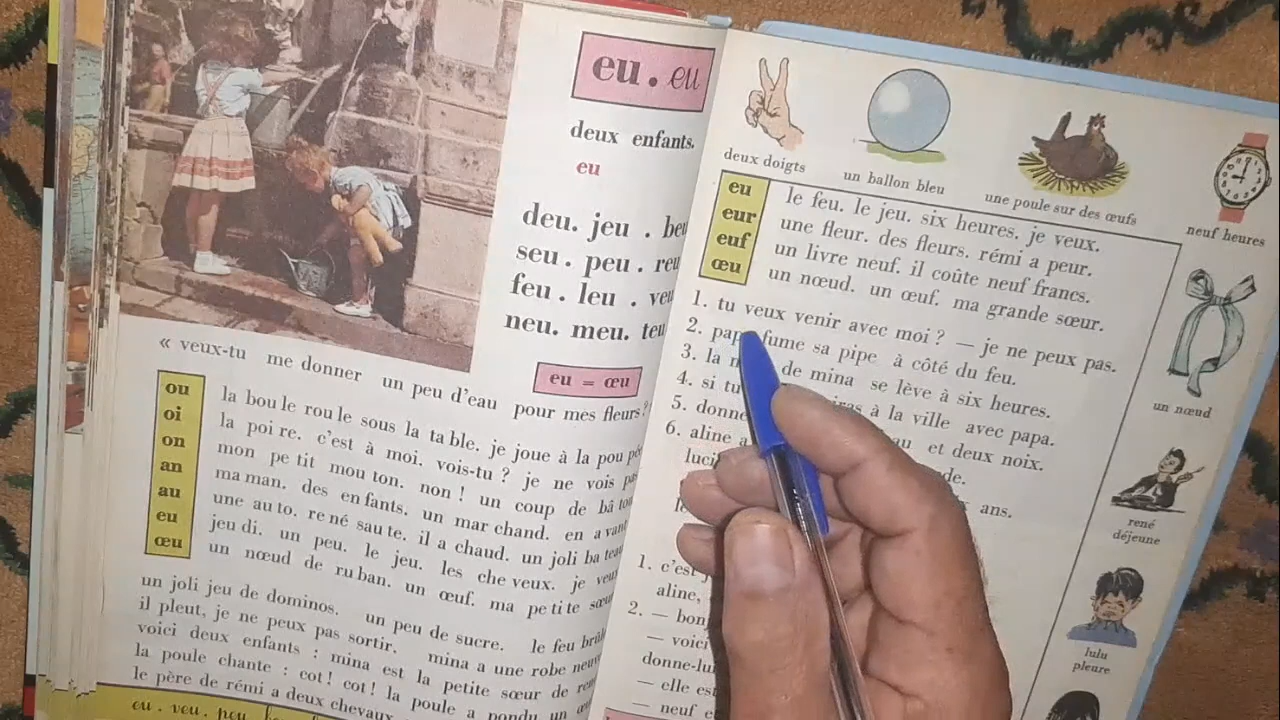 eu . eu
deux enfants.
eu
deu. jeu .
seu . peu .
feu . leu .
neu. meu.
« veux-tu me donner un peu d'eau pour mes fleurs?
eu = œu
ou
oi
on
an
au
eu
œu
la bou le rou le sous la ta ble. je joue à la pou pée
la poi re. c'est à moi. vois-tu ? je ne vois pas
mon pe tit mou ton. non ! un coup de bâ ton
ma man. des en fants. un mar chand. en a vant
une au to. re né sau te. il a chaud. un joli ba teau
jeu di. un peu. le jeu. les che veux. je veux
un nœud de ru ban. un œuf. ma pe ti te sœur
un joli jeu de dominos. un peu de sucre. le feu brûle
il pleut, je ne peux pas sortir. mina a une robe neuve
voici deux enfants : mina est la petite sœur de
la poule chante : cot! cot! la poule a pondu un
le père de rémi a deux chevaux
eu . veu . peu
deux doigts
un ballon bleu
une poule sur des œufs
neuf heures
eu
eur
euf
œu
le feu. le jeu. six heures. je veux.
une fleur. des fleurs. rémi a peur.
un livre neuf. il coûte neuf francs.
un nœud. un œuf. ma grande sœur.
1. tu veux venir avec moi ? — je ne peux pas.
2. papa fume sa pipe à côté du feu.
3. la de mina se lève à six heures.
4. si tu iras à la ville avec papa.
5. donne et deux noix.
6. aline
ans.
1. c'est
aline,
2. — bon
— voici
donne-lui
— elle est
— neuf
un nœud
rené
déjeune
lulu
pleure